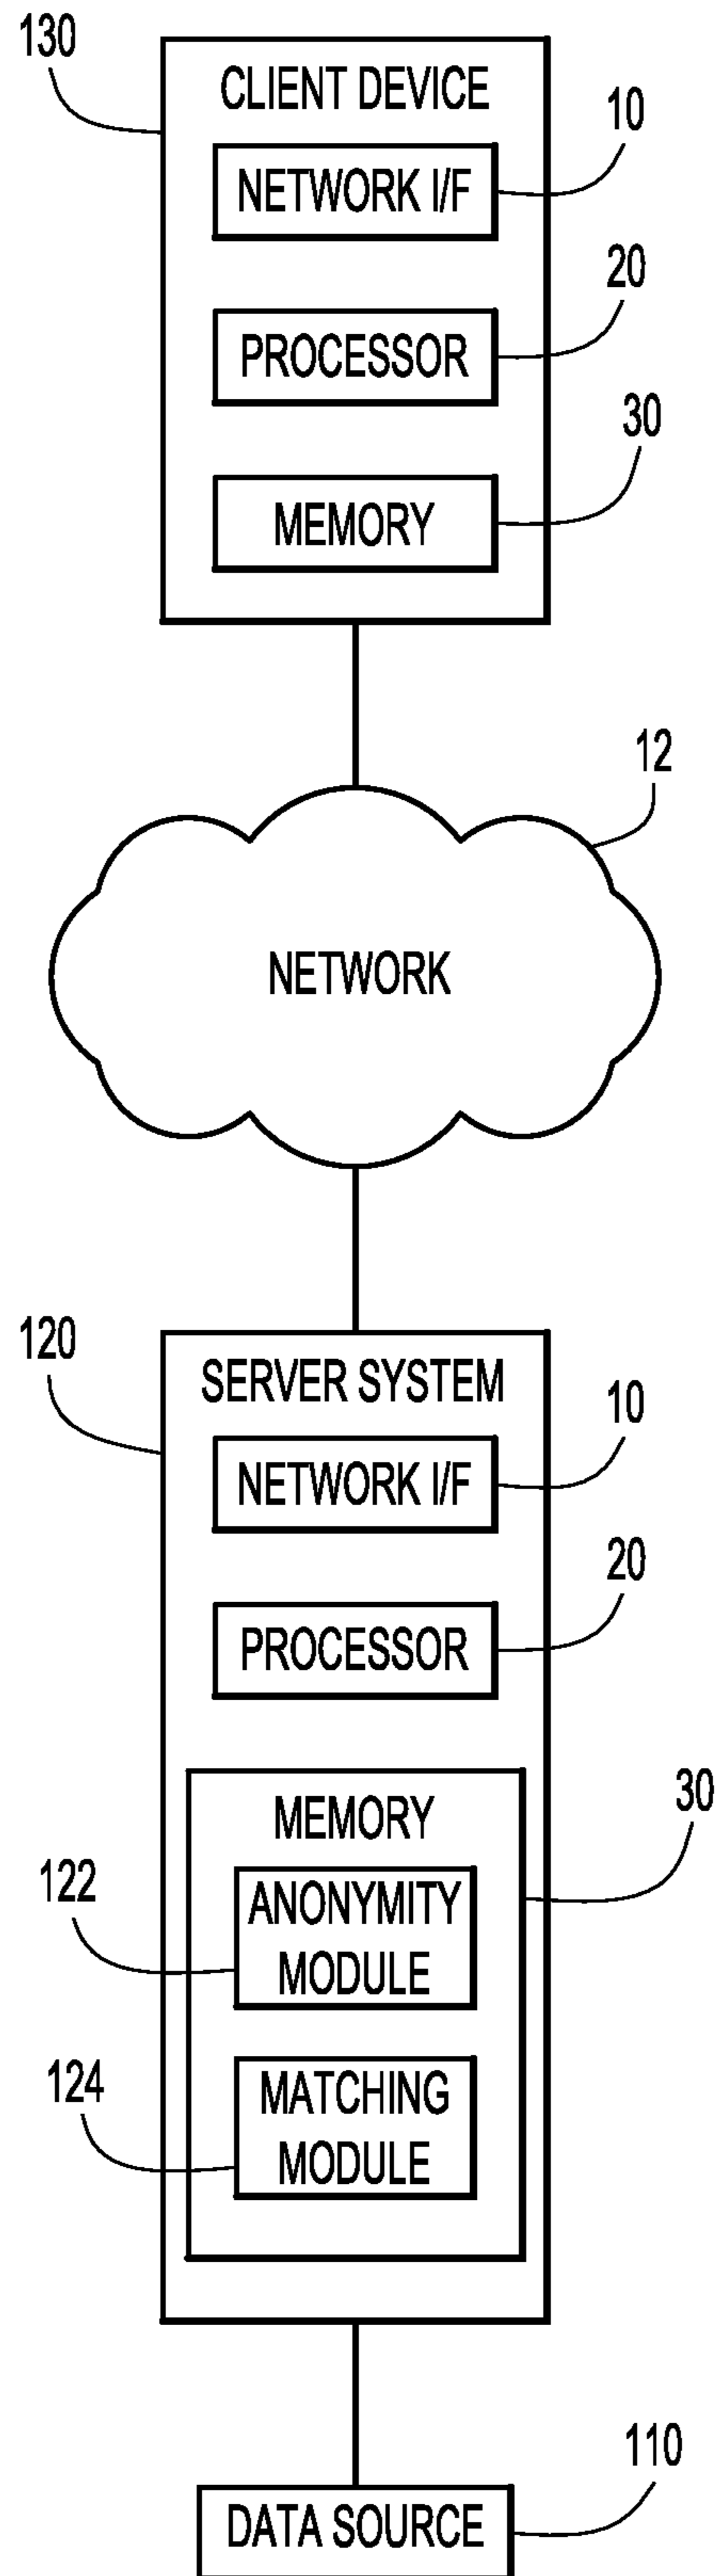 130
CLIENT DEVICE
10
NETWORK I/F
20
PROCESSOR
30
MEMORY
12
NETWORK
120
SERVER SYSTEM
10
NETWORK I/F
20
PROCESSOR
30
MEMORY
122
ANONYMITY
MODULE
124
MATCHING
MODULE
110
DATA SOURCE